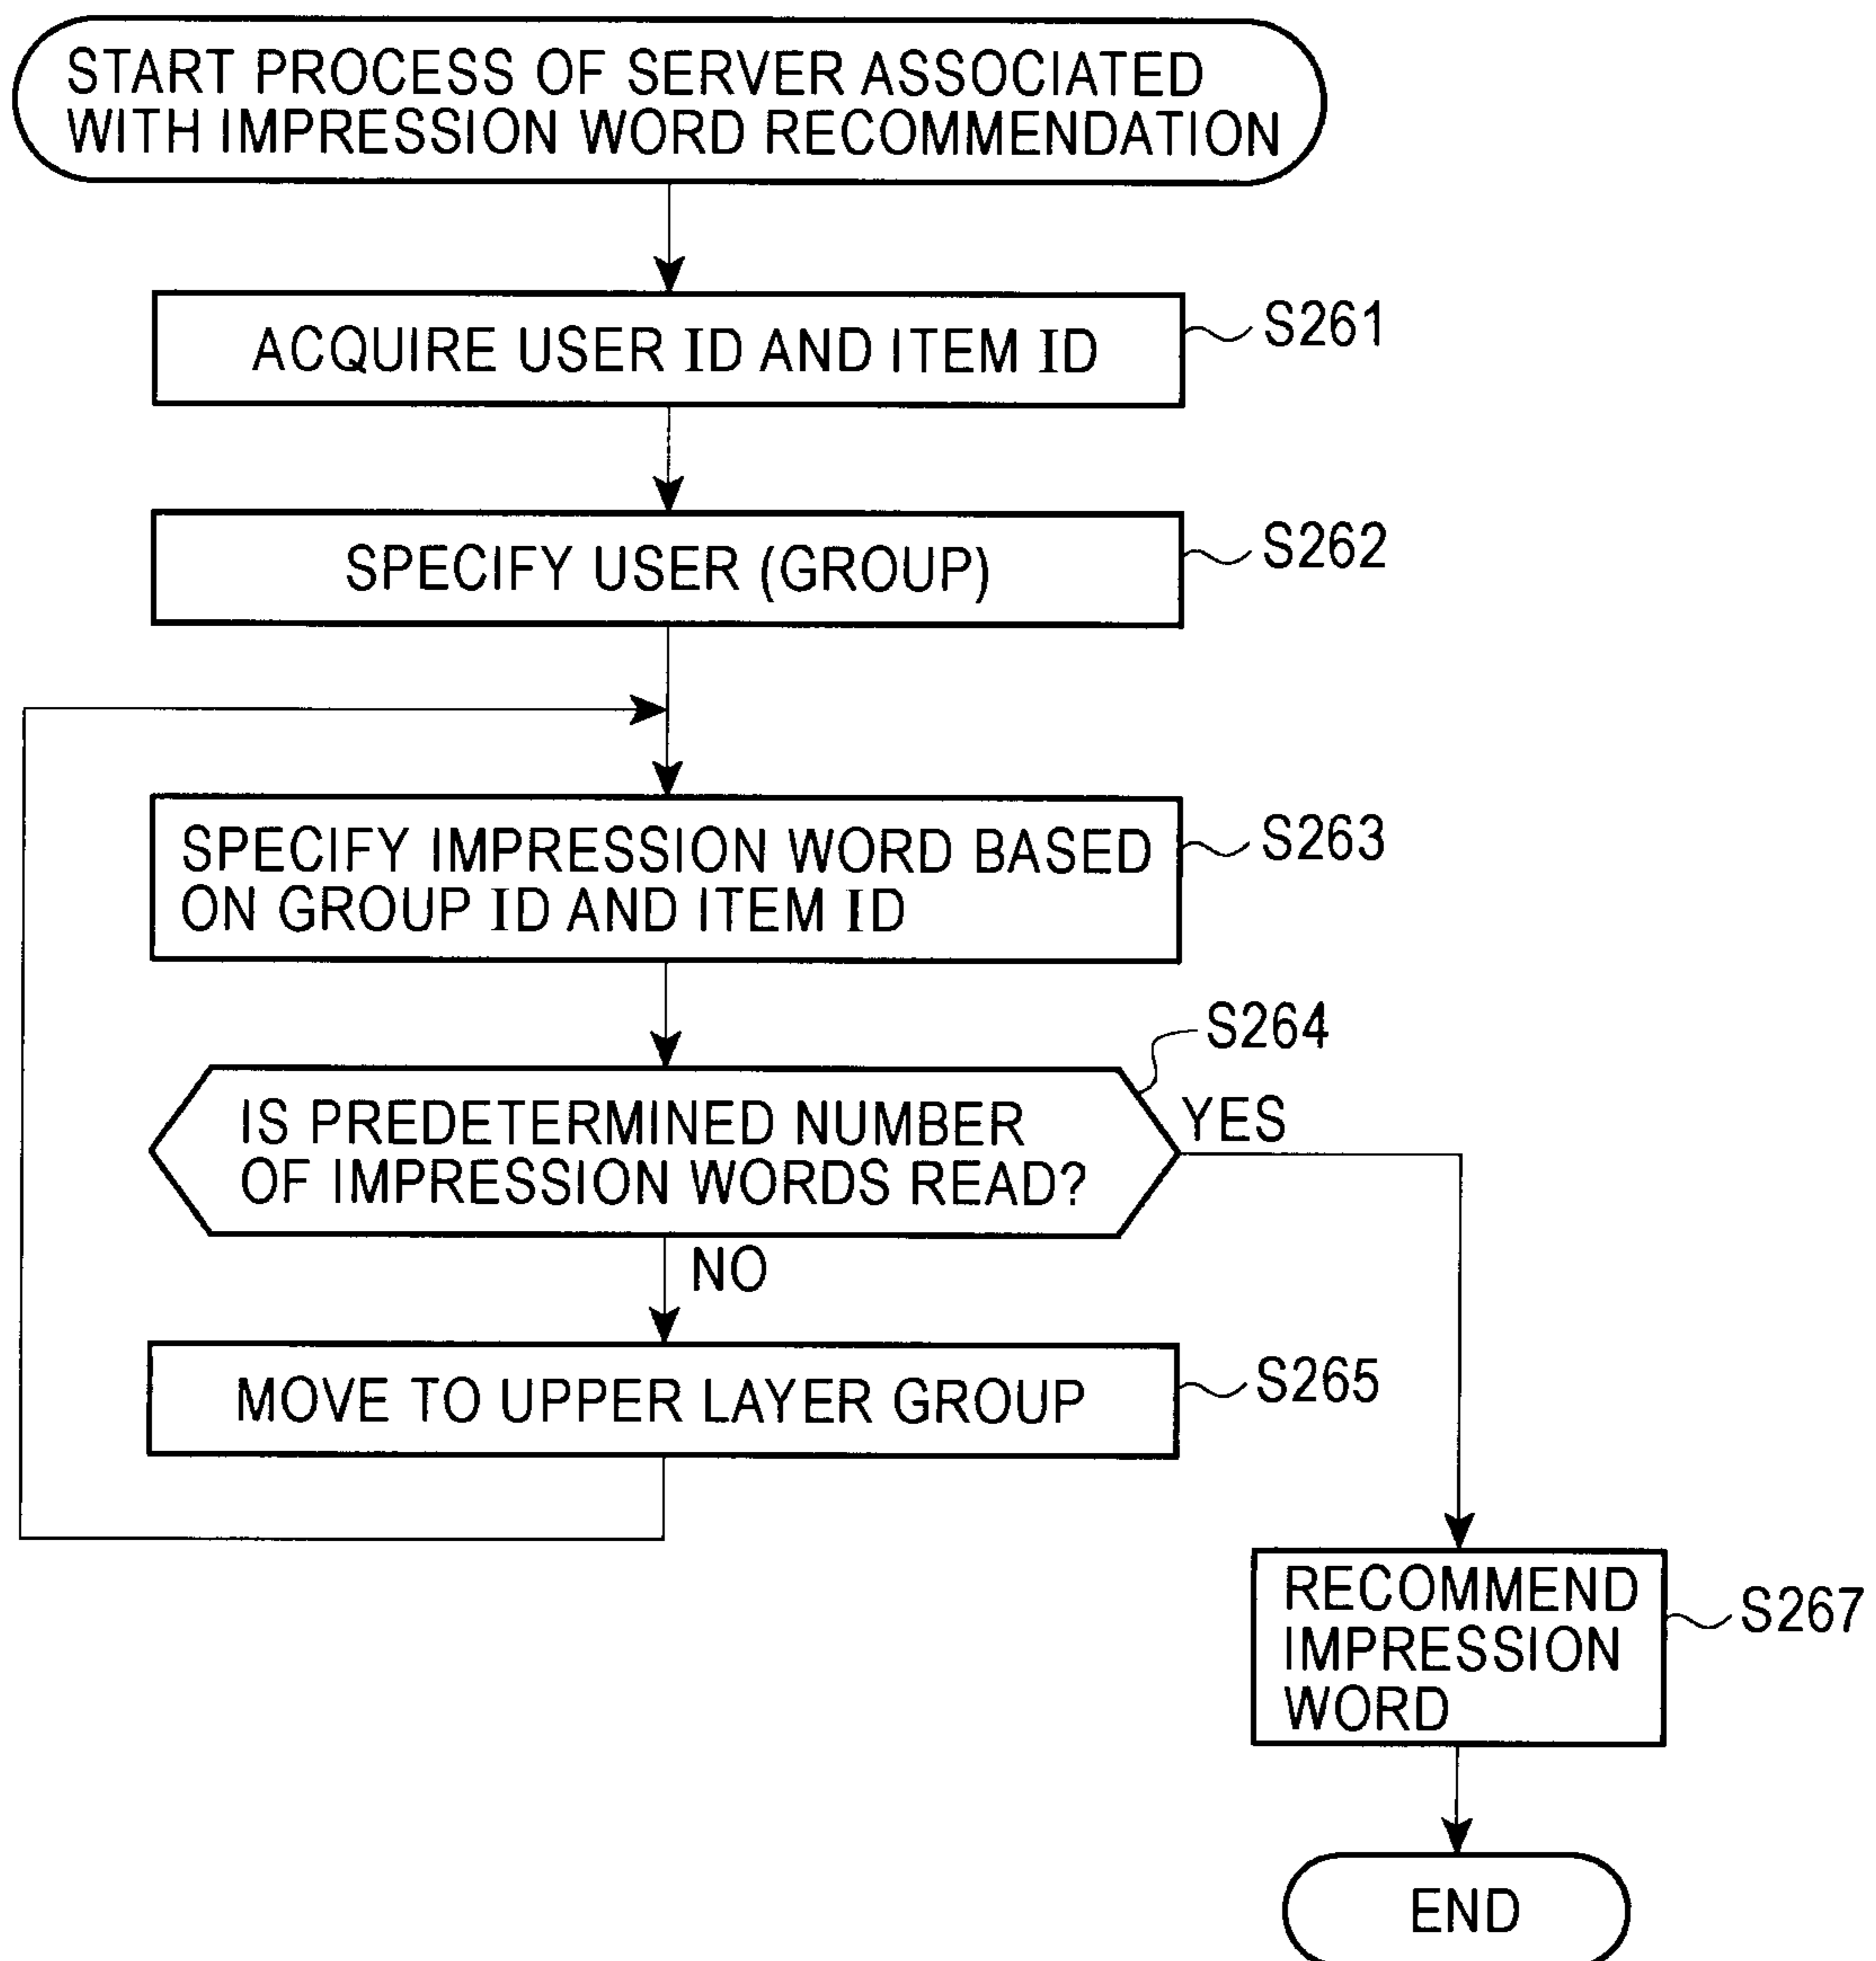 START PROCESS OF SERVER ASSOCIATED
WITH IMPRESSION WORD RECOMMENDATION
ACQUIRE USER ID AND ITEM ID
S261
SPECIFY USER (GROUP)
S262
SPECIFY IMPRESSION WORD BASED
ON GROUP ID AND ITEM ID
S263
S264
IS PREDETERMINED NUMBER
OF IMPRESSION WORDS READ?
YES
NO
MOVE TO UPPER LAYER GROUP
S265
RECOMMEND
IMPRESSION
WORD
S267
END